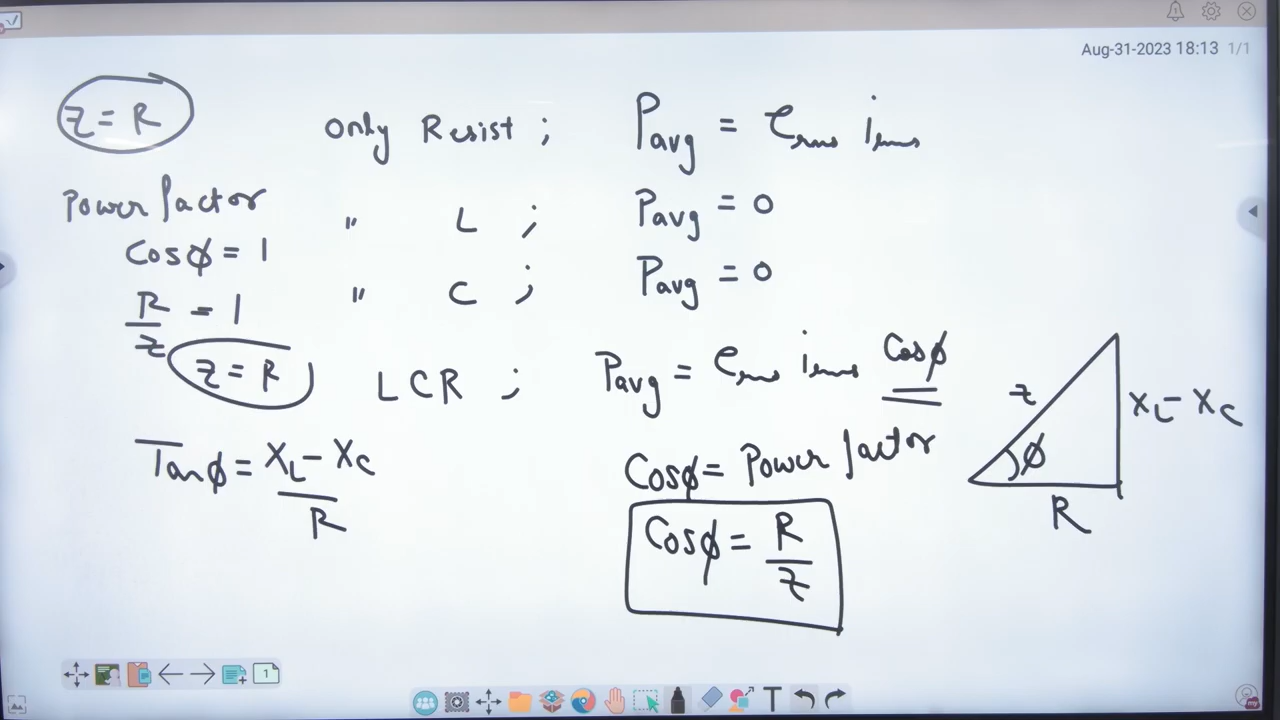 Aug-31-2023 18:13 1/1
Z = R
Only Resist ; Pavg = erms irms
Power factor
" L ; Pavg = 0
Cosφ = 1
" C ; Pavg = 0
R/Z = 1
Z = R
LCR ; Pavg = erms irms Cosφ
Z
XL - XC
φ
R
Tanφ = XL - XC / R
Cosφ = Power factor
Cosφ = R/Z
1
T